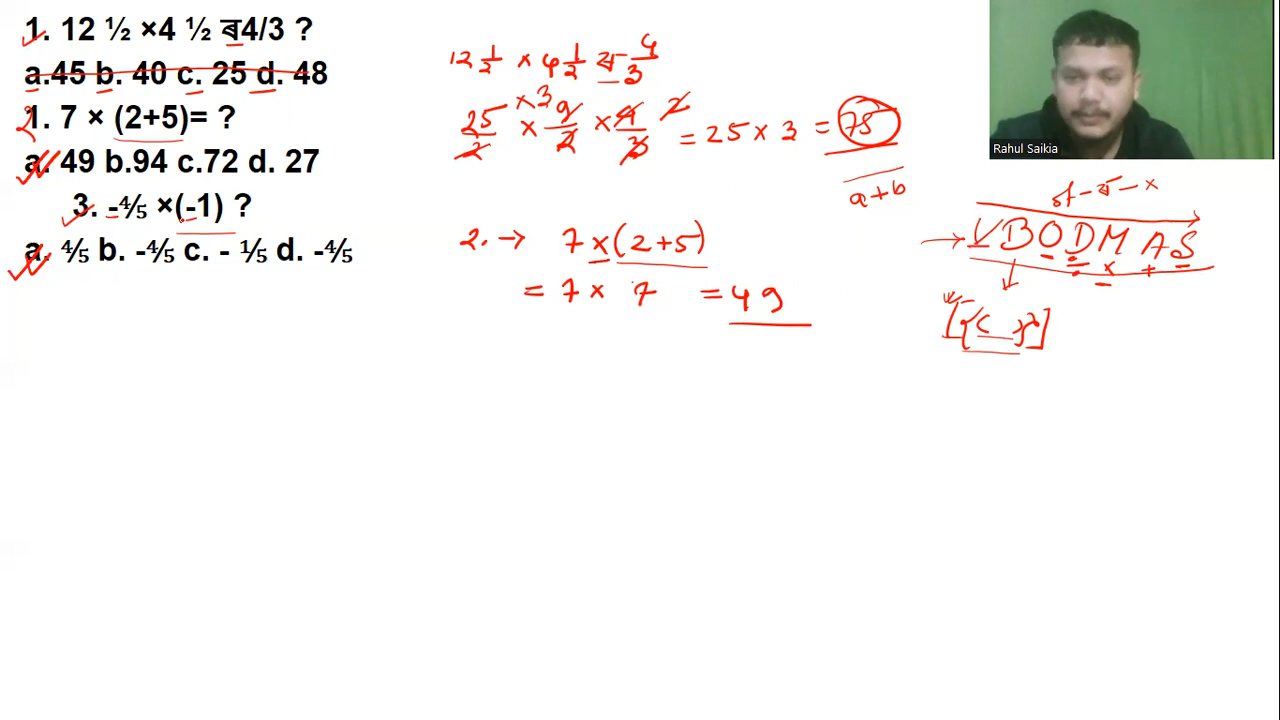 1. 12 ½ ×4 ½ ৰ4/3 ?
a.45 b. 40 c. 25 d. 48
1. 7 × (2+5)= ?
2
a. 49 b.94 c.72 d. 27
3. -⅘ ×(-1) ?
a. ⅘ b. -⅘ c. - ⅕ d. -⅘
12 1/2 × 4 1/2 ৰ 4/3
25/2 × 9/2 × 4/3 = 25 × 3 = 75
3 2
a+b
2. → 7 × (2+5)
= 7 × 7 = 49
→ VBODMAS
× +
[{( )}]
Rahul Saikia